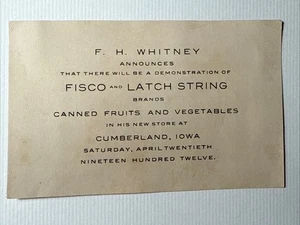 F. H. WHITNEY
ANNOUNCES
THAT THERE WILL BE A DEMONSTRATION OF
FISCO AND LATCH STRING
BRANDS
CANNED FRUITS AND VEGETABLES
IN HIS NEW STORE AT
CUMBERLAND, IOWA
SATURDAY, APRIL TWENTIETH
NINETEEN HUNDRED TWELVE.